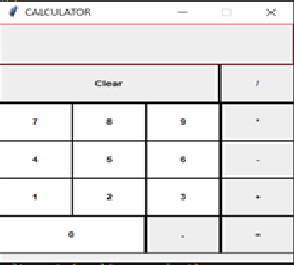 CALCULATOR
Clear /
7 8 9 *
4 5 6 -
1 2 3 +
0 . =